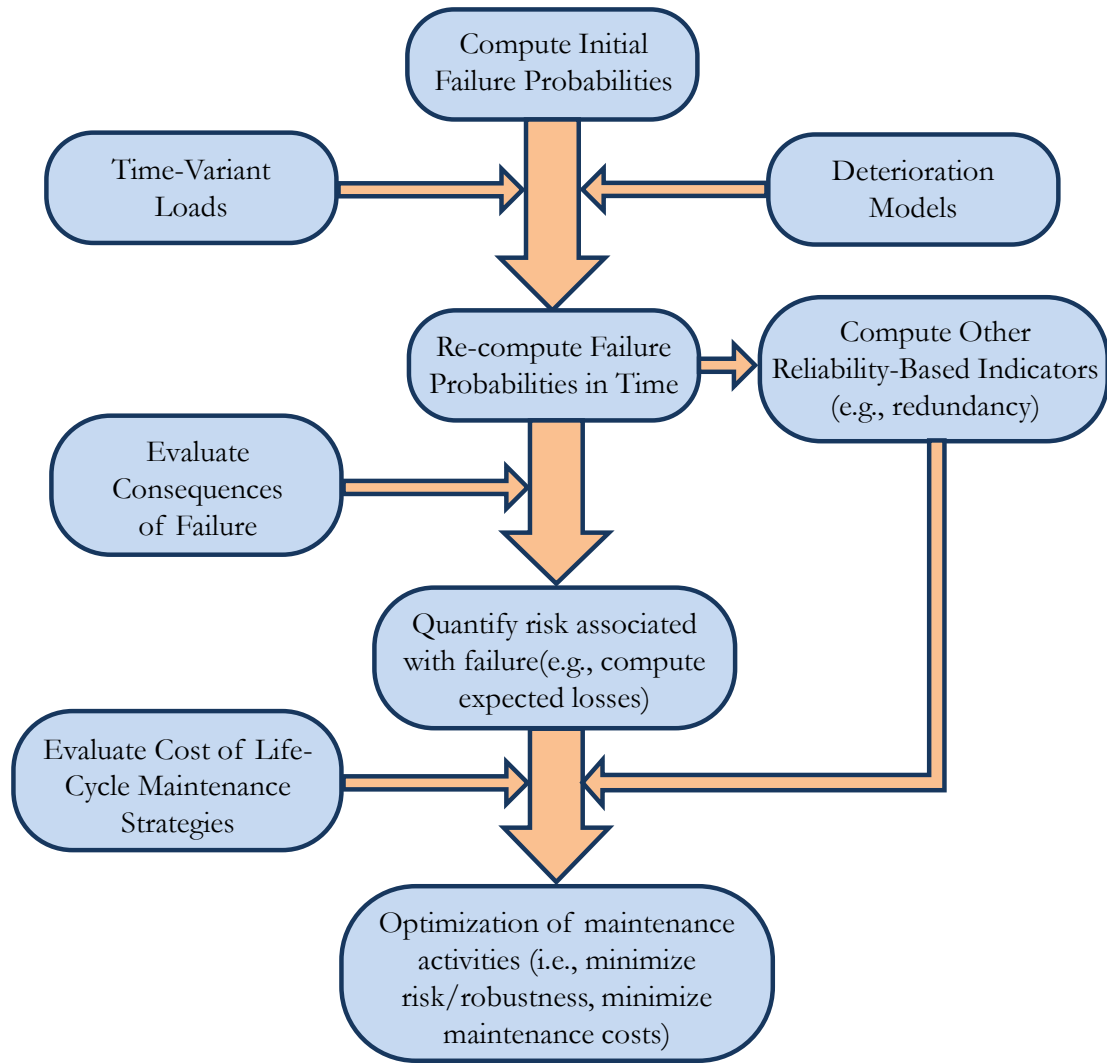 Compute Initial
Failure Probabilities
Time-Variant
Loads
Deterioration
Models
Re-compute Failure
Probabilities in Time
Compute Other
Reliability-Based Indicators
(e.g., redundancy)
Evaluate
Consequences
of Failure
Quantify risk associated
with failure(e.g., compute
expected losses)
Evaluate Cost of Life-
Cycle Maintenance
Strategies
Optimization of maintenance
activities (i.e., minimize
risk/robustness, minimize
maintenance costs)